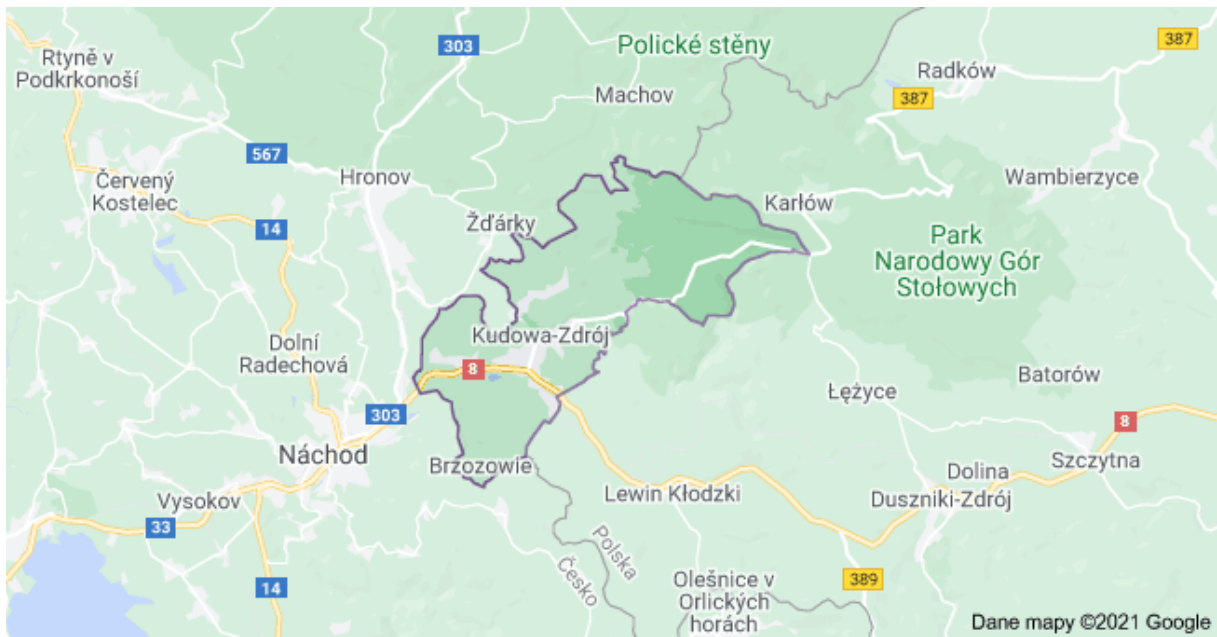 303
Polické stěny
387
Rtyně v
Podkrkonoší
Radków
Machov
387
567
Hronov
Červený
Kostelec
Wambierzyce
Karłów
14
Žďárky
Park
Narodowy Gór
Stołowych
Kudowa-Zdrój
Dolní
Radechová
8
Batorów
Łężyce
303
8
Náchod
Brzozowie
Szczytna
Dolina
Lewin Kłodzki
Duszniki-Zdrój
Vysokov
33
Polska
Česko
14
Olešnice v
Orlických
horách
389
Dane mapy ©2021 Google